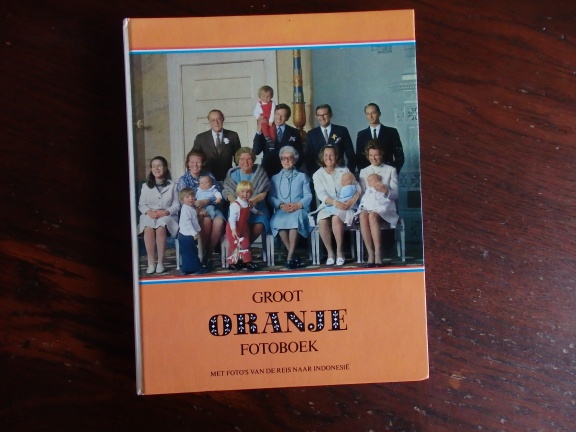 GROOT
ORANJE
FOTOBOEK
MET FOTO'S VAN DE REIS NAAR INDONESIË